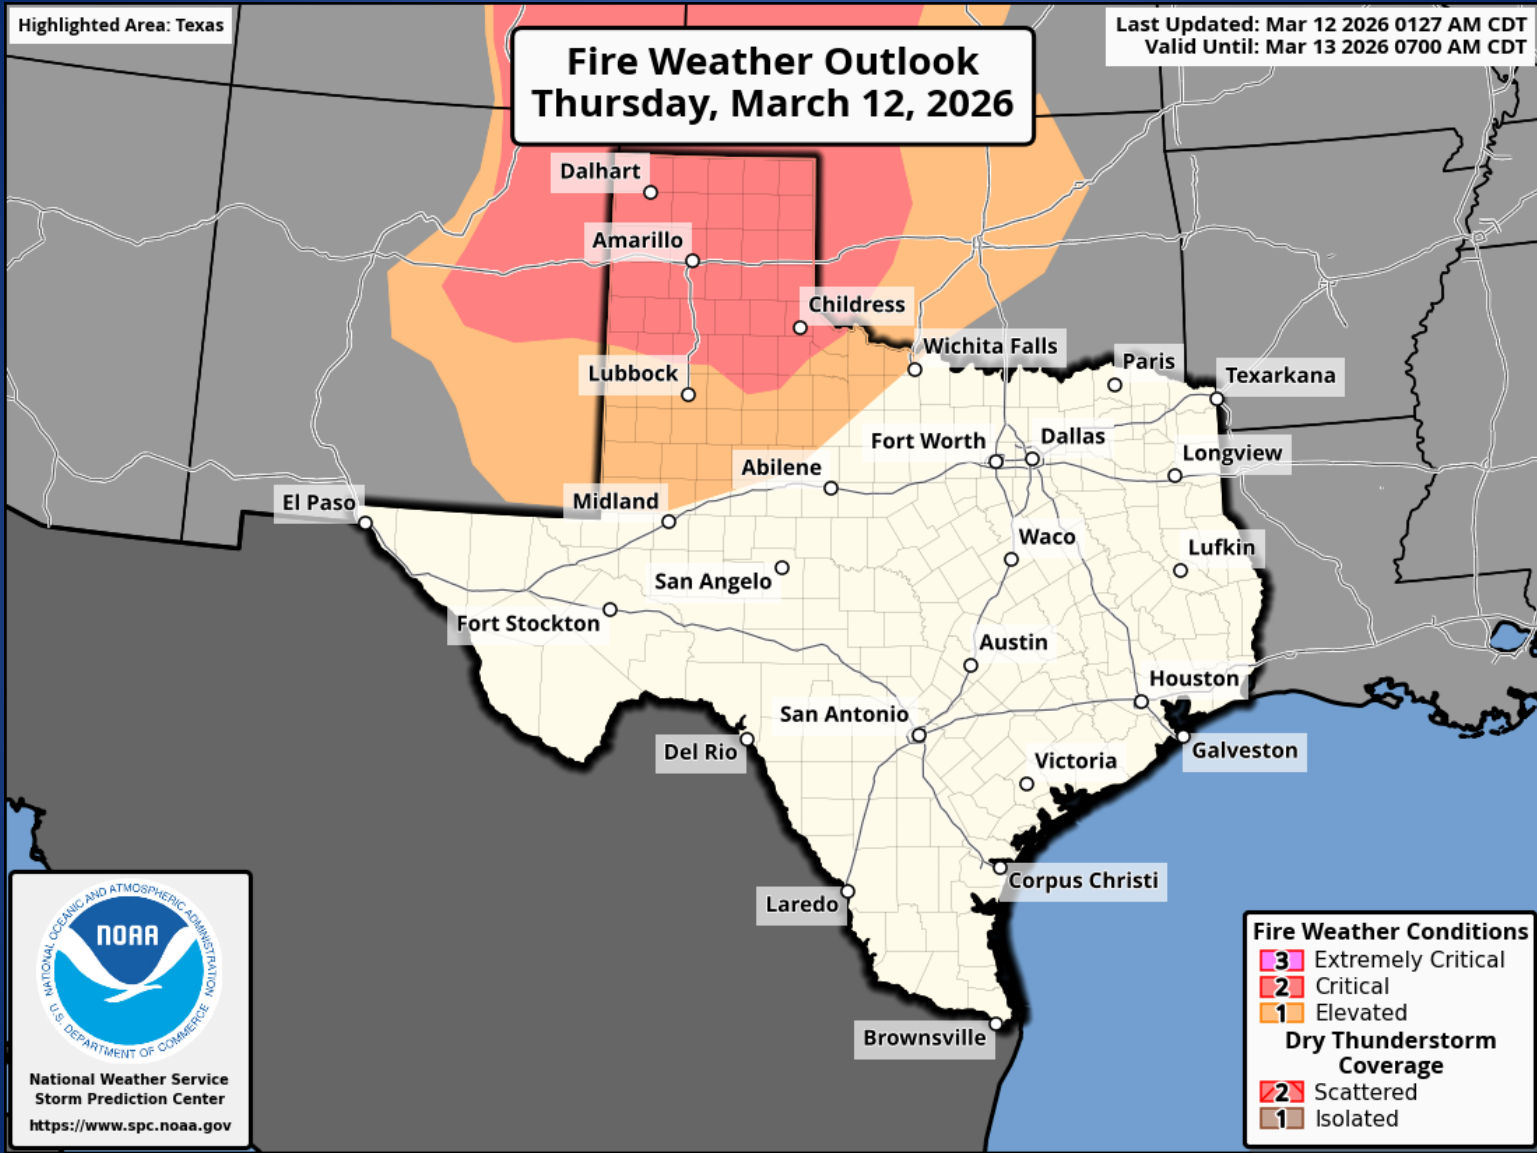 Highlighted Area: Texas
Last Updated: Mar 12 2026 0127 AM CDT
Valid Until: Mar 13 2026 0700 AM CDT
Fire Weather Outlook
Thursday, March 12, 2026
Dalhart
Amarillo
Childress
Wichita Falls
Paris
Texarkana
Lubbock
Fort Worth
Dallas
Longview
Abilene
Midland
El Paso
Waco
Lufkin
San Angelo
Fort Stockton
Austin
Houston
San Antonio
Del Rio
Galveston
Victoria
Corpus Christi
Laredo
Brownsville
NATIONAL OCEANIC AND ATMOSPHERIC ADMINISTRATION
NOAA
U.S. DEPARTMENT OF COMMERCE
National Weather Service
Storm Prediction Center
https://www.spc.noaa.gov
Fire Weather Conditions
3 Extremely Critical
2 Critical
1 Elevated
Dry Thunderstorm
Coverage
2 Scattered
1 Isolated